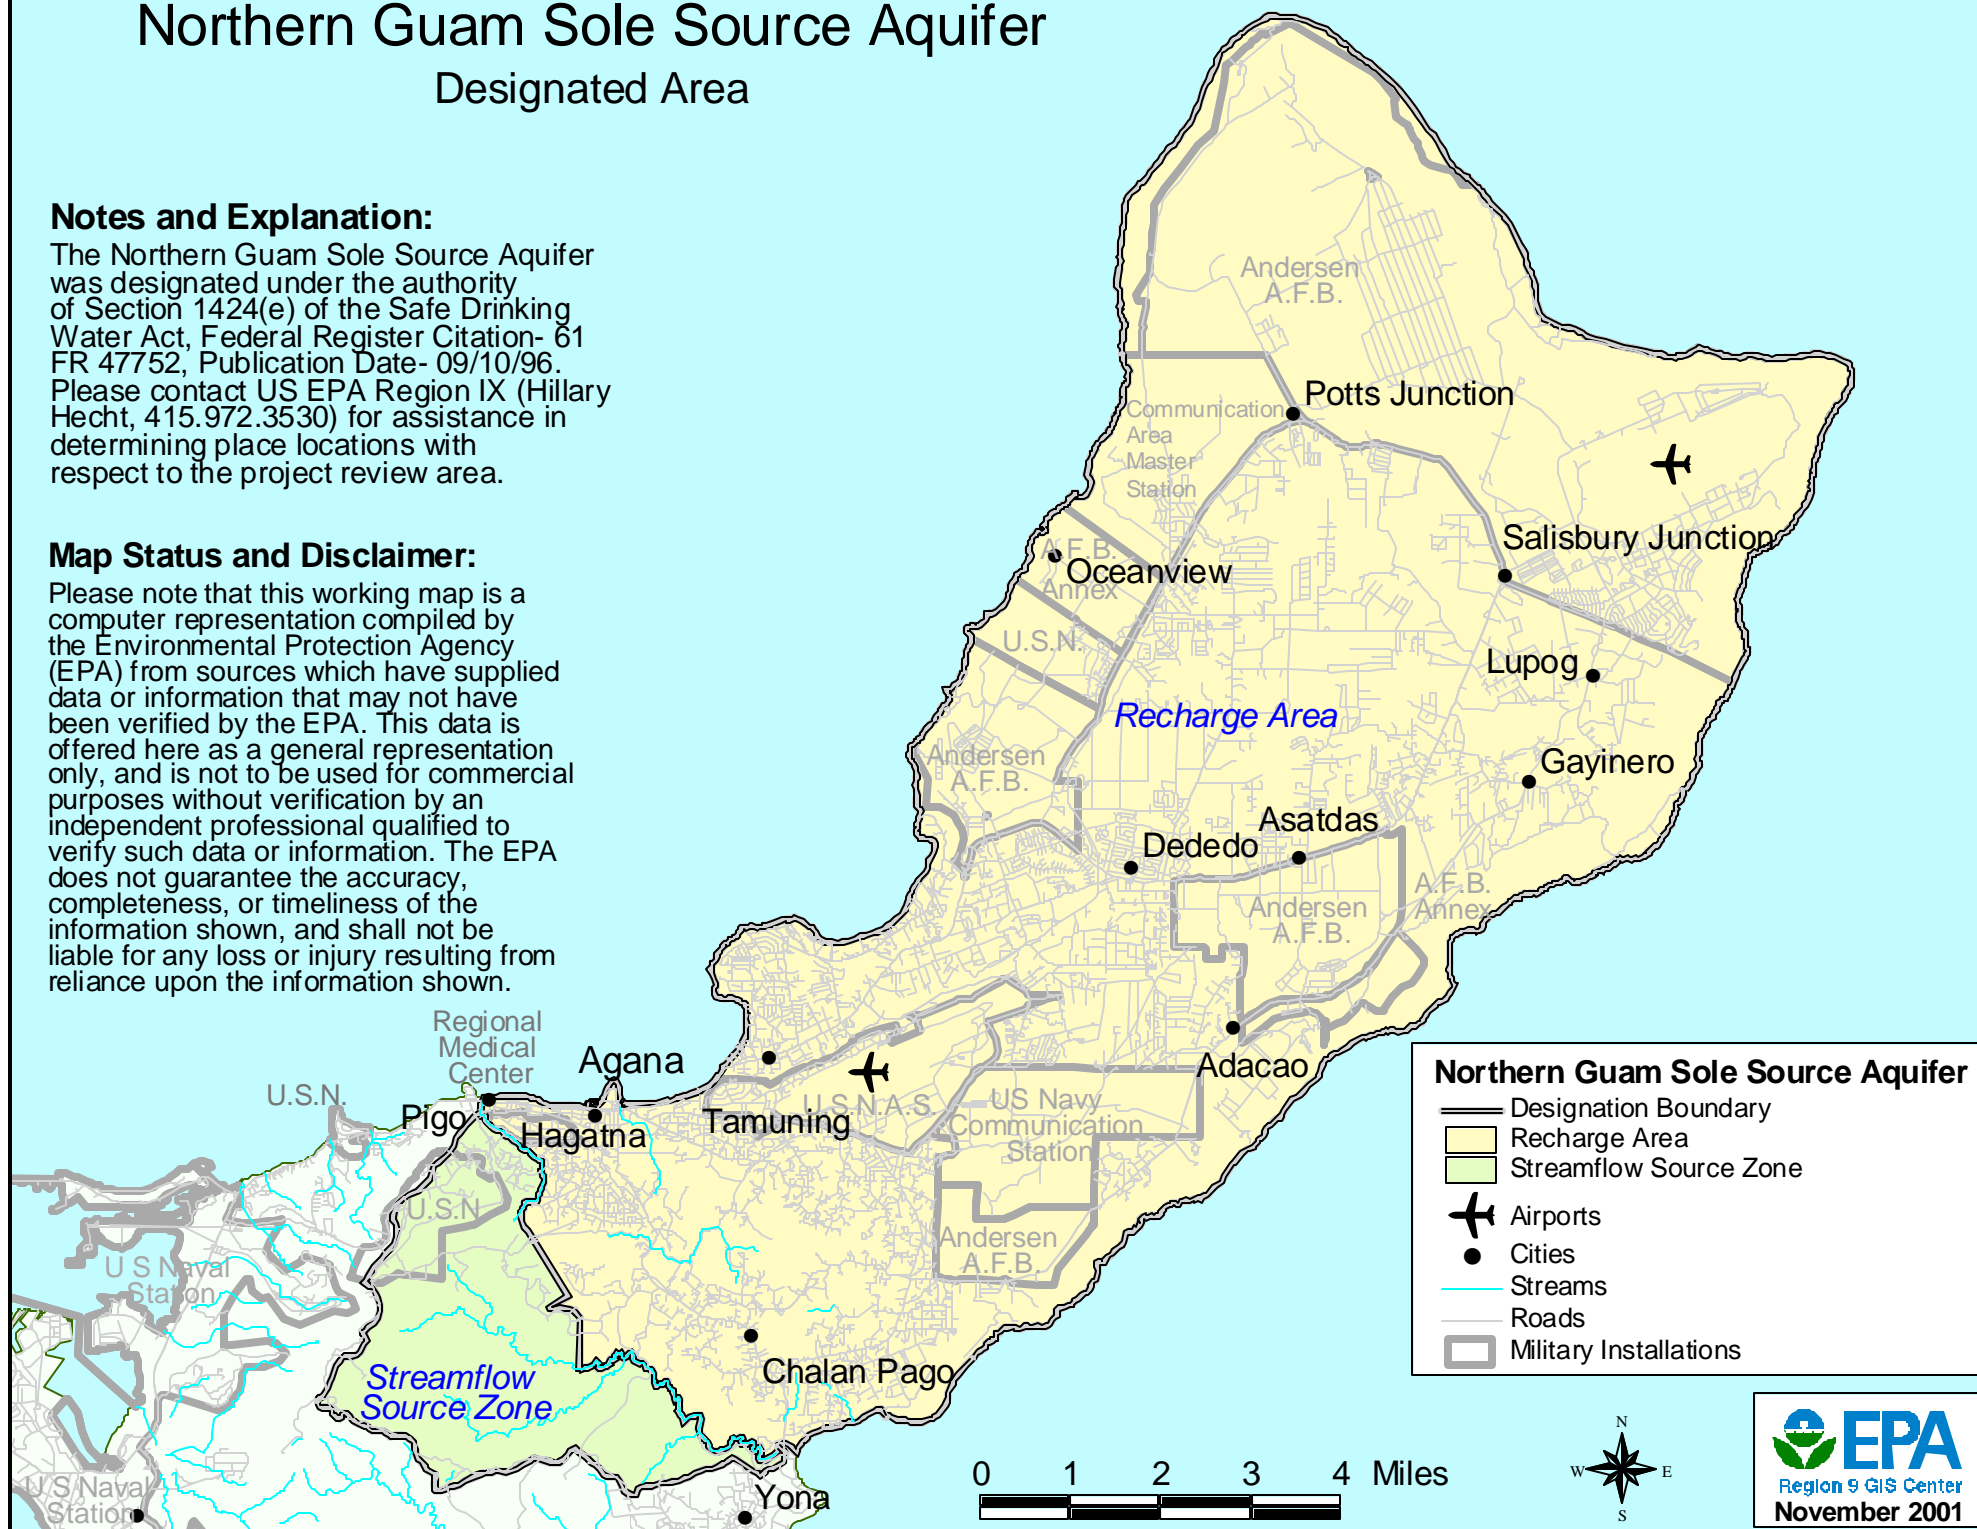 Northern Guam Sole Source Aquifer
Designated Area
Notes and Explanation:
The Northern Guam Sole Source Aquifer
was designated under the authority
of Section 1424(e) of the Safe Drinking
Water Act, Federal Register Citation- 61
FR 47752, Publication Date- 09/10/96.
Please contact US EPA Region IX (Hillary
Hecht, 415.972.3530) for assistance in
determining place locations with
respect to the project review area.
Map Status and Disclaimer:
Please note that this working map is a
computer representation compiled by
the Environmental Protection Agency
(EPA) from sources which have supplied
data or information that may not have
been verified by the EPA. This data is
offered here as a general representation
only, and is not to be used for commercial
purposes without verification by an
independent professional qualified to
verify such data or information. The EPA
does not guarantee the accuracy,
completeness, or timeliness of the
information shown, and shall not be
liable for any loss or injury resulting from
reliance upon the information shown.
Andersen
A.F.B.
Potts Junction
Communication
Area
Master
Station
Salisbury Junction
A.F.B.
Annex
Oceanview
U.S.N.
Lupog
Recharge Area
Andersen
A.F.B.
Gayinero
Asatdas
Dededo
A.F.B.
Annex
Andersen
A.F.B.
Regional
Medical
Center
Agana
U.S.N.
Pigo
Hagatna
Tamuning
U.S.N.A.S.
US Navy
Communication
Station
Adacao
U.S.N
Andersen
A.F.B.
U S Naval
Station
Chalan Pago
Streamflow
Source Zone
U S Naval
Station
Yona
Northern Guam Sole Source Aquifer
Designation Boundary
Recharge Area
Streamflow Source Zone
Airports
Cities
Streams
Roads
Military Installations
0 1 2 3 4 Miles
N
W E
S
EPA
Region 9 GIS Center
November 2001